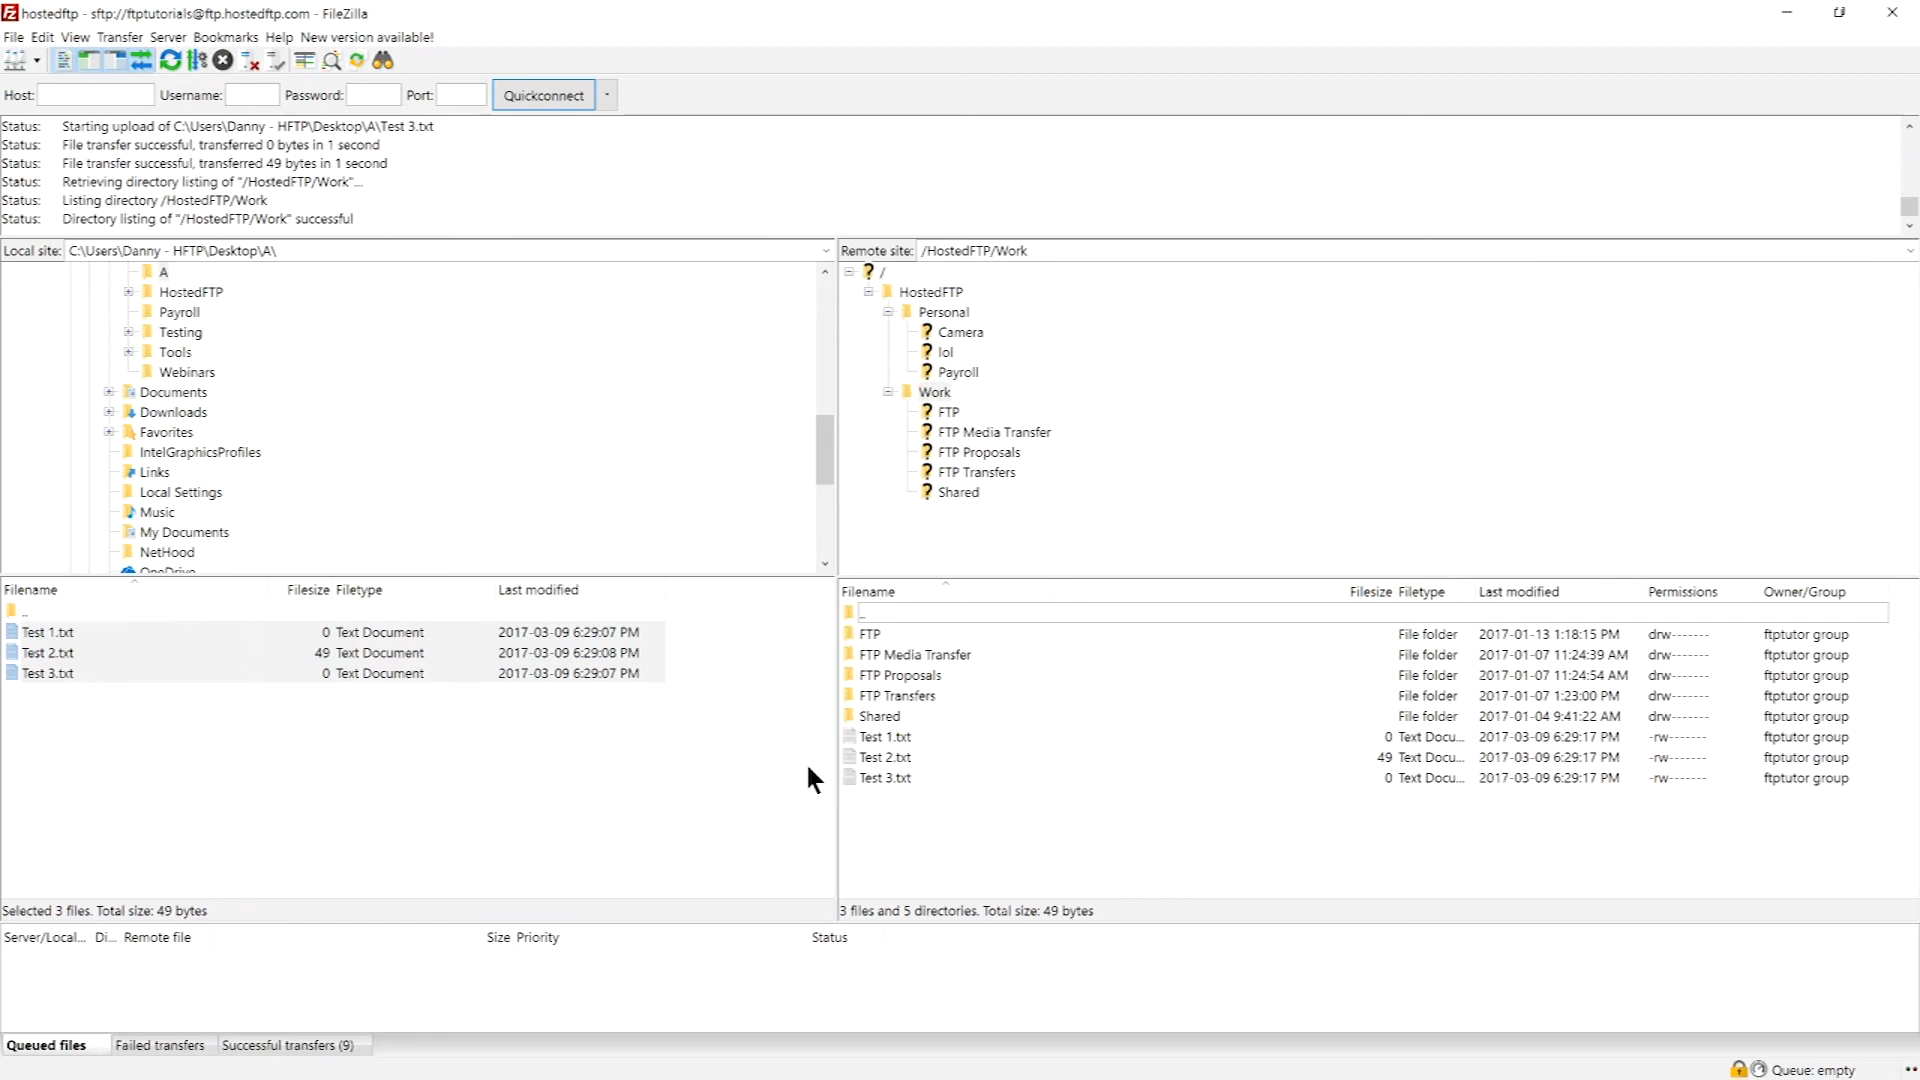 hostedftp - sftp://ftptutorials@ftp.hostedftp.com - FileZilla
File Edit View Transfer Server Bookmarks Help New version available!
Host: Username: Password: Port: Quickconnect
Status: Starting upload of C:\Users\Danny - HFTP\Desktop\A\Test 3.txt
Status: File transfer successful, transferred 0 bytes in 1 second
Status: File transfer successful, transferred 49 bytes in 1 second
Status: Retrieving directory listing of "/HostedFTP/Work"...
Status: Listing directory /HostedFTP/Work
Status: Directory listing of "/HostedFTP/Work" successful
Local site: C:\Users\Danny - HFTP\Desktop\A\
A
HostedFTP
Payroll
Testing
Tools
Webinars
Documents
Downloads
Favorites
IntelGraphicsProfiles
Links
Local Settings
Music
My Documents
NetHood
OneDrive
Remote site: /HostedFTP/Work
/
HostedFTP
Personal
Camera
lol
Payroll
Work
FTP
FTP Media Transfer
FTP Proposals
FTP Transfers
Shared
Filename Filesize Filetype Last modified
..
Test 1.txt 0 Text Document 2017-03-09 6:29:07 PM
Test 2.txt 49 Text Document 2017-03-09 6:29:08 PM
Test 3.txt 0 Text Document 2017-03-09 6:29:07 PM
Selected 3 files. Total size: 49 bytes
Filename Filesize Filetype Last modified Permissions Owner/Group
..
FTP File folder 2017-01-13 1:18:15 PM drw------- ftptutor group
FTP Media Transfer File folder 2017-01-07 11:24:39 AM drw------- ftptutor group
FTP Proposals File folder 2017-01-07 11:24:54 AM drw------- ftptutor group
FTP Transfers File folder 2017-01-07 1:23:00 PM drw------- ftptutor group
Shared File folder 2017-01-04 9:41:22 AM drw------- ftptutor group
Test 1.txt 0 Text Docu... 2017-03-09 6:29:17 PM -rw------- ftptutor group
Test 2.txt 49 Text Docu... 2017-03-09 6:29:17 PM -rw------- ftptutor group
Test 3.txt 0 Text Docu... 2017-03-09 6:29:17 PM -rw------- ftptutor group
3 files and 5 directories. Total size: 49 bytes
Server/Local... Di... Remote file Size Priority Status
Queued files Failed transfers Successful transfers (9)
Queue: empty